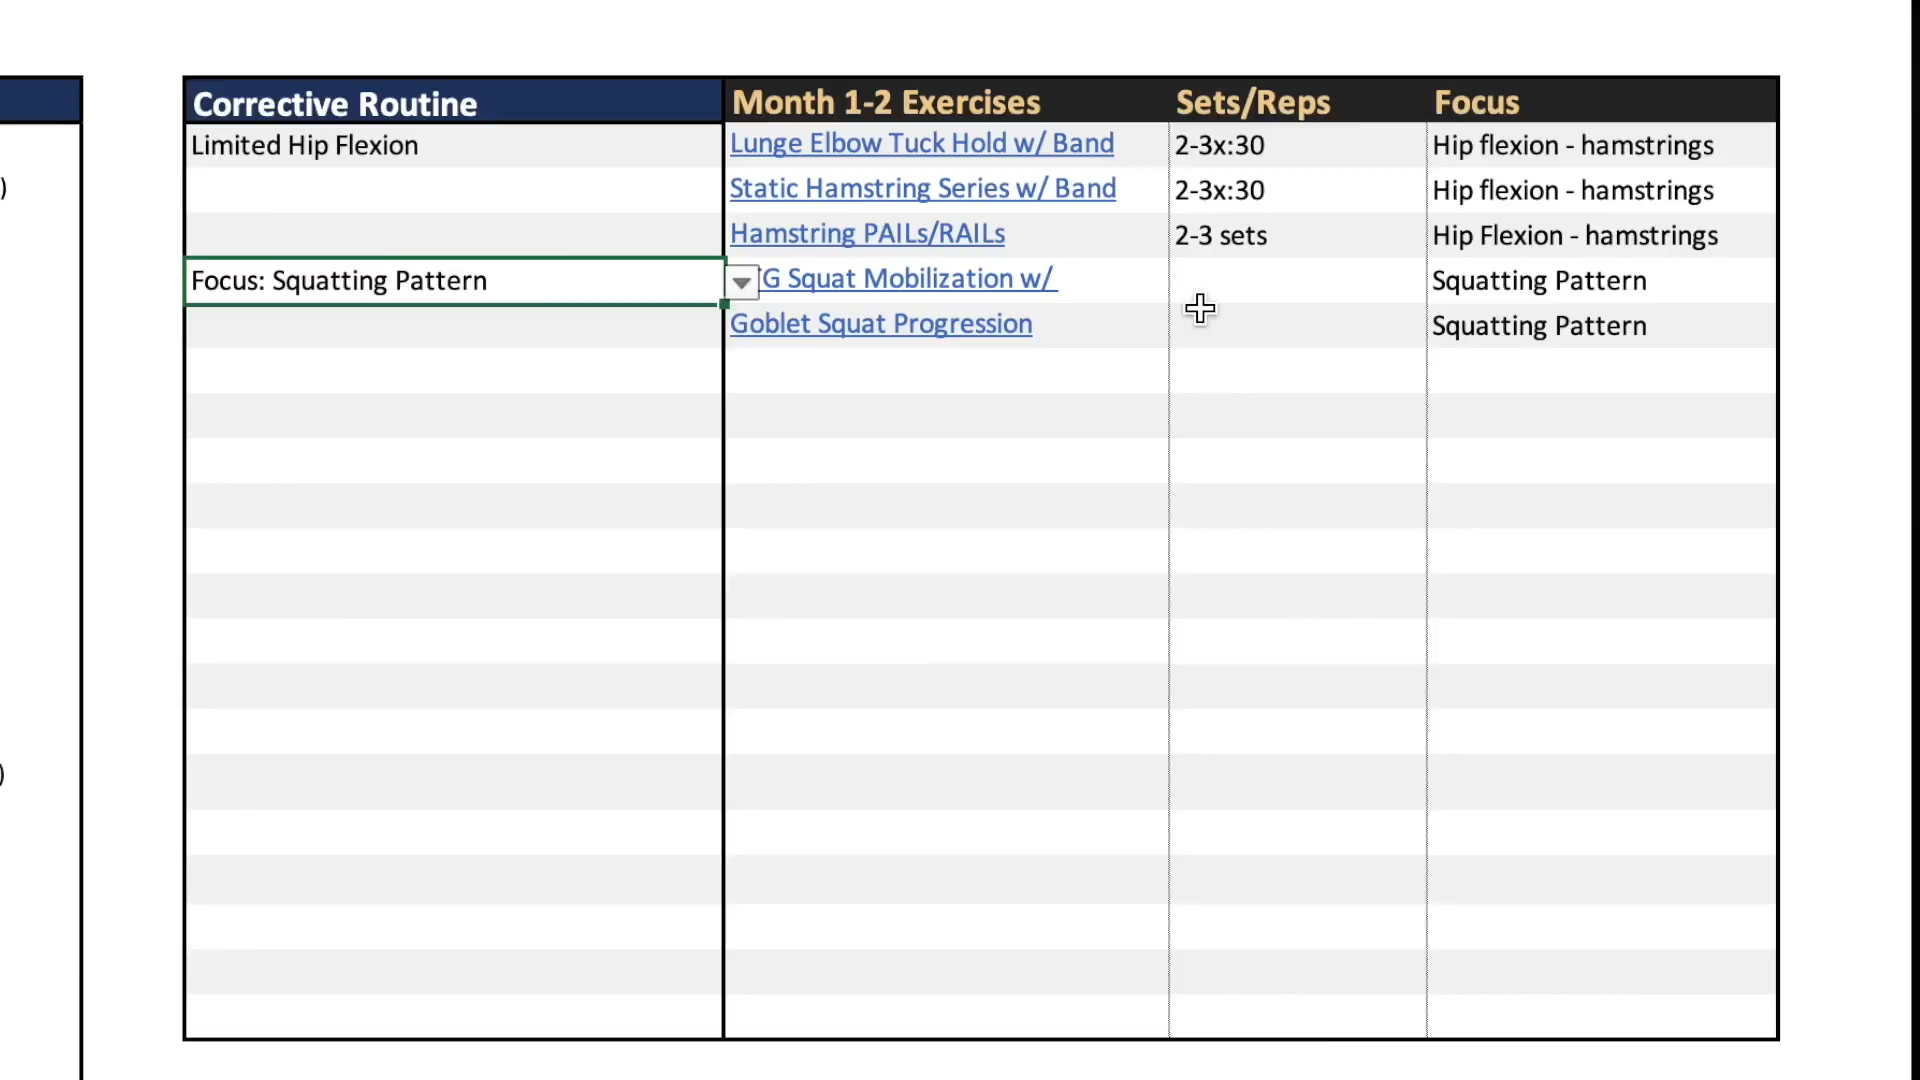 Corrective Routine Month 1-2 Exercises Sets/Reps Focus
Limited Hip Flexion Lunge Elbow Tuck Hold w/ Band 2-3x:30 Hip flexion - hamstrings
) Static Hamstring Series w/ Band 2-3x:30 Hip flexion - hamstrings
Hamstring PAILs/RAILs 2-3 sets Hip Flexion - hamstrings
Focus: Squatting Pattern G Squat Mobilization w/ Squatting Pattern
Goblet Squat Progression Squatting Pattern
)